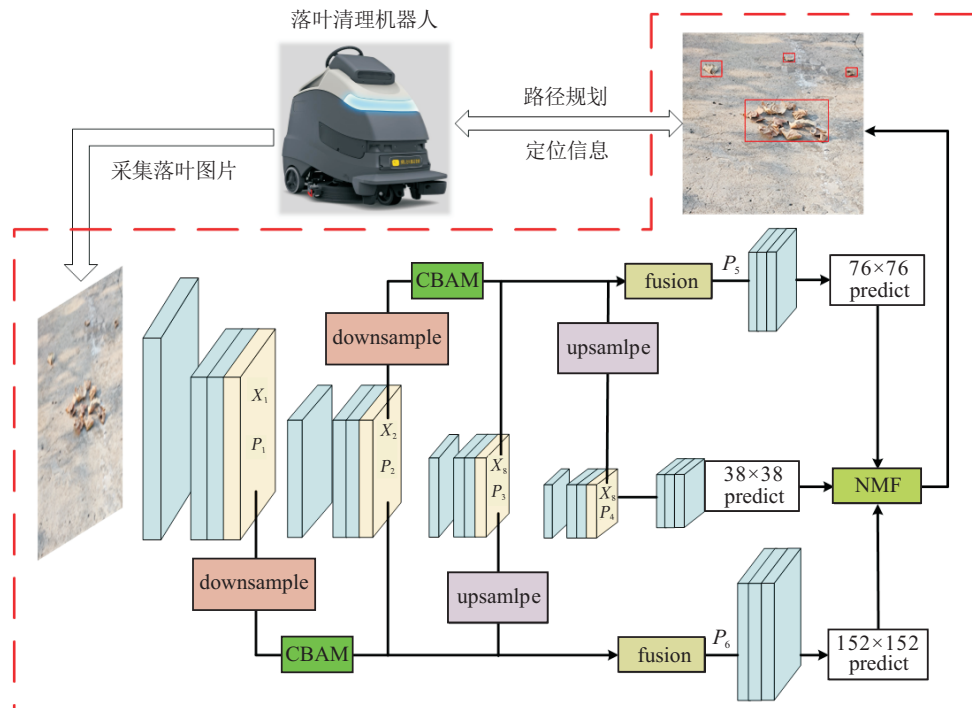 落叶清理机器人
路径规划
定位信息
采集落叶图片
CBAM
fusion
P5
76×76
predict
downsample
upsamlpe
X1
P1
X2
P2
X8
P3
X8
P4
38×38
predict
NMF
downsample
upsamlpe
CBAM
fusion
P6
152×152
predict